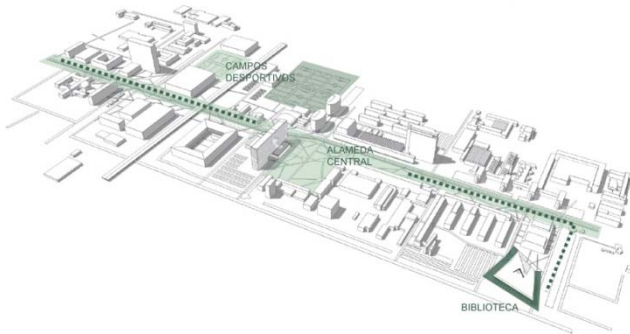 CAMPOS
DESPORTIVOS
ALAMEDA
CENTRAL
BIBLIOTECA